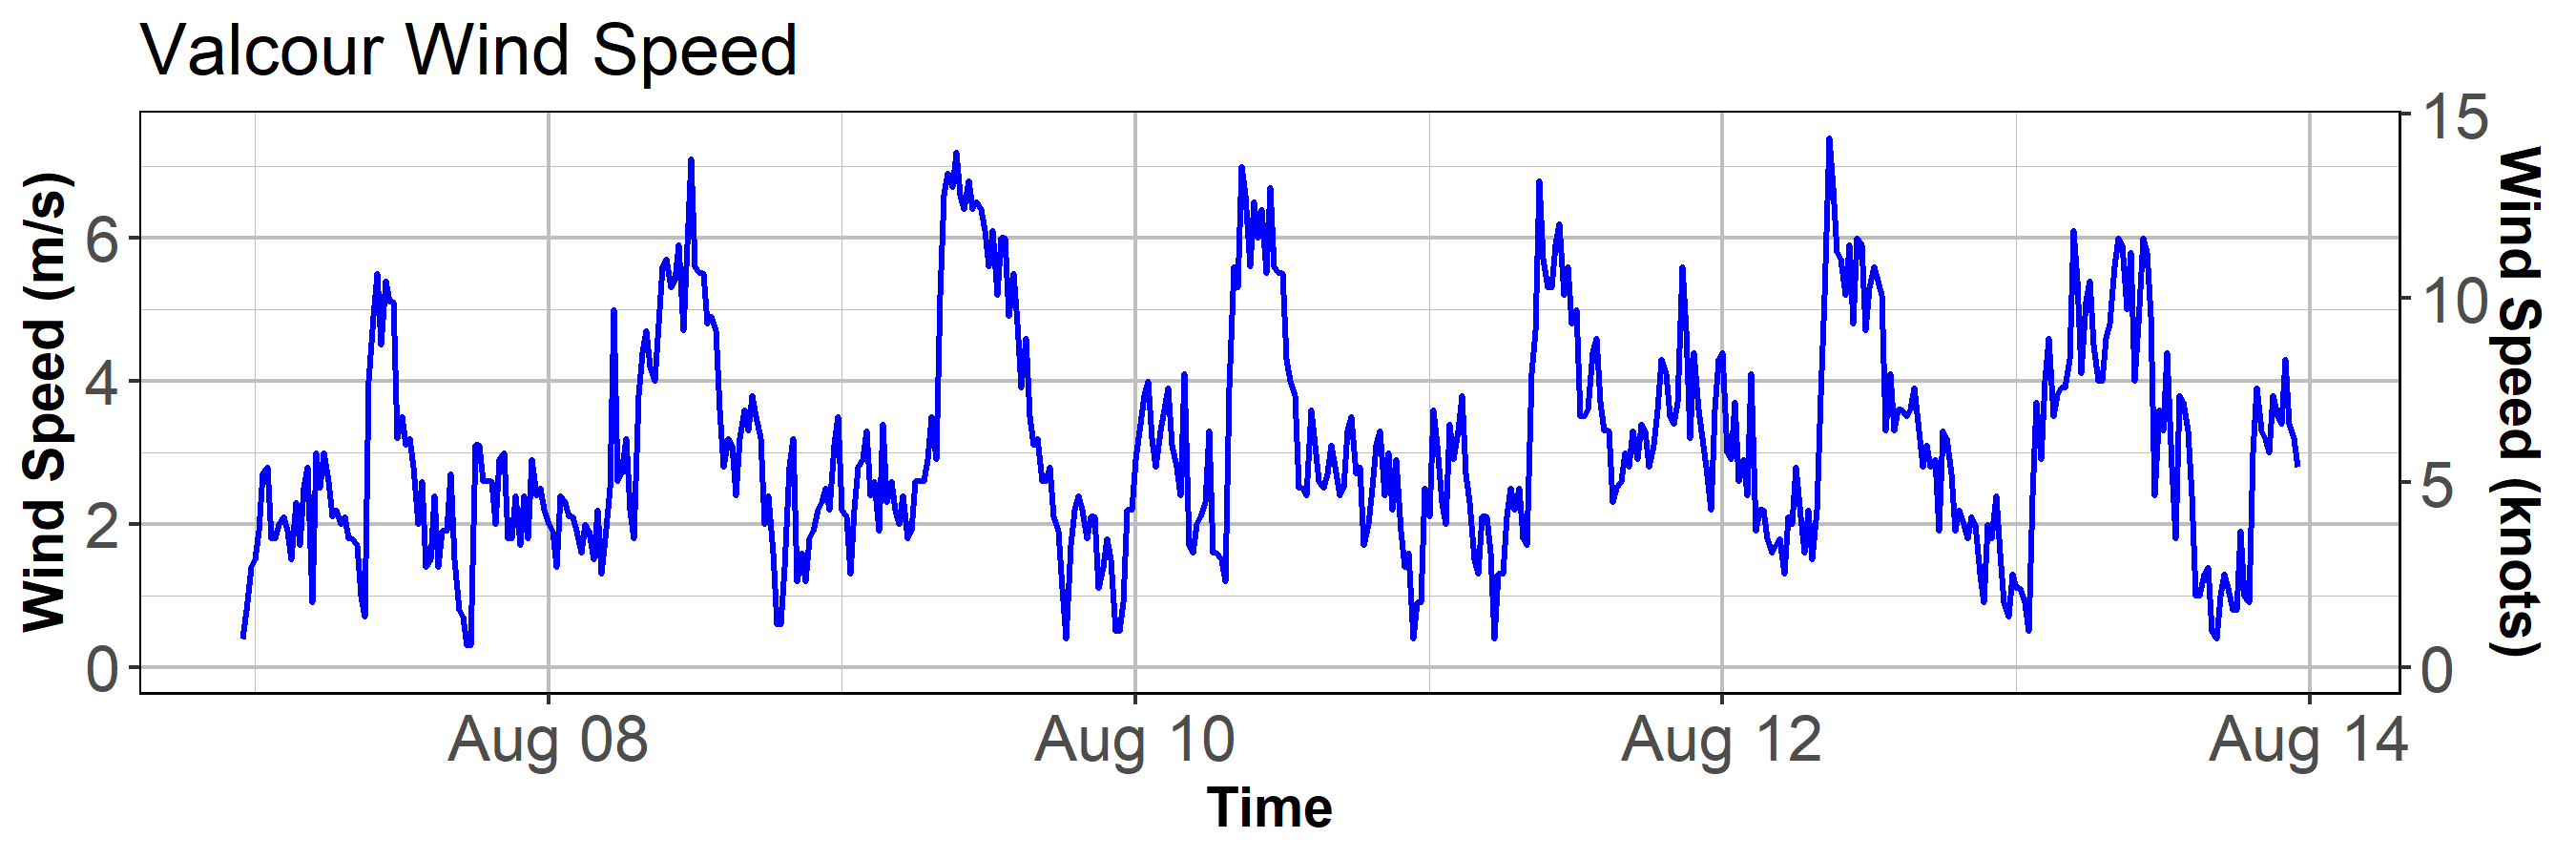 Valcour Wind Speed
Wind Speed (m/s)
6
4
2
0
15
10
5
0
Wind Speed (knots)
Aug 08 Aug 10 Aug 12 Aug 14
Time